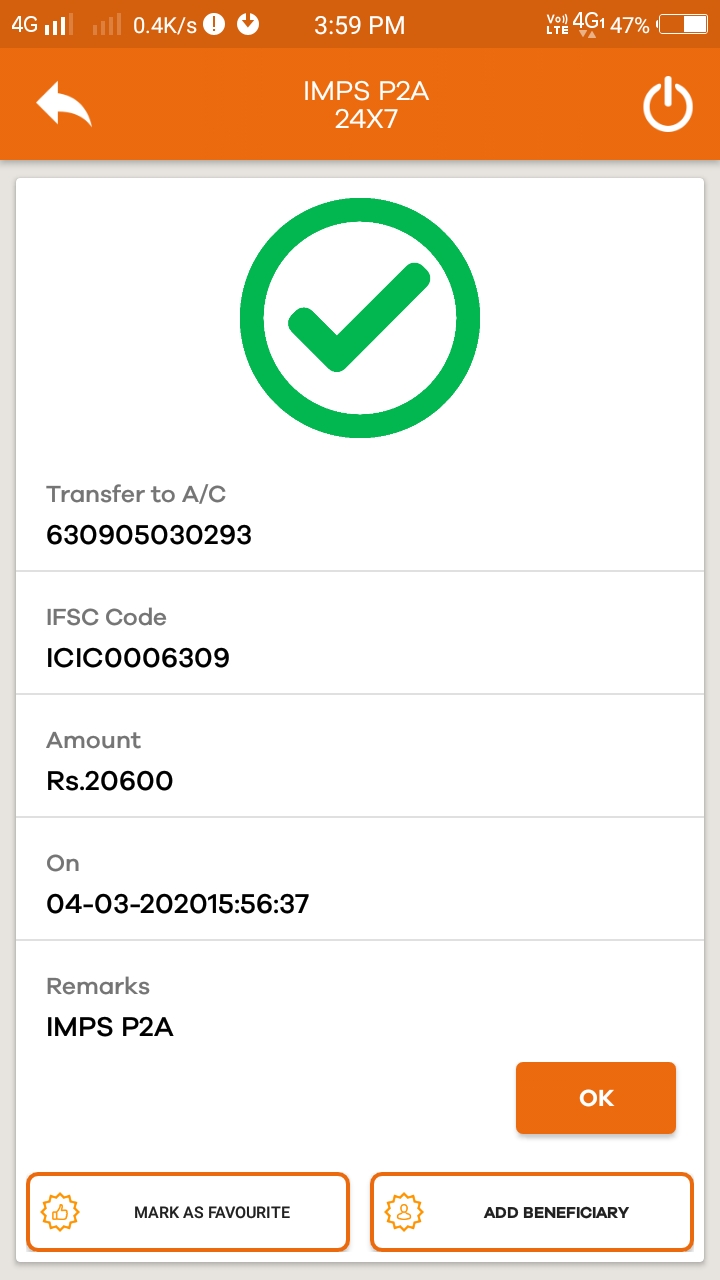 4G 0.4K/s 3:59 PM Vo)) LTE 4G1 47%
IMPS P2A
24X7
Transfer to A/C
630905030293
IFSC Code
ICIC0006309
Amount
Rs.20600
On
04-03-202015:56:37
Remarks
IMPS P2A
OK
MARK AS FAVOURITE
ADD BENEFICIARY